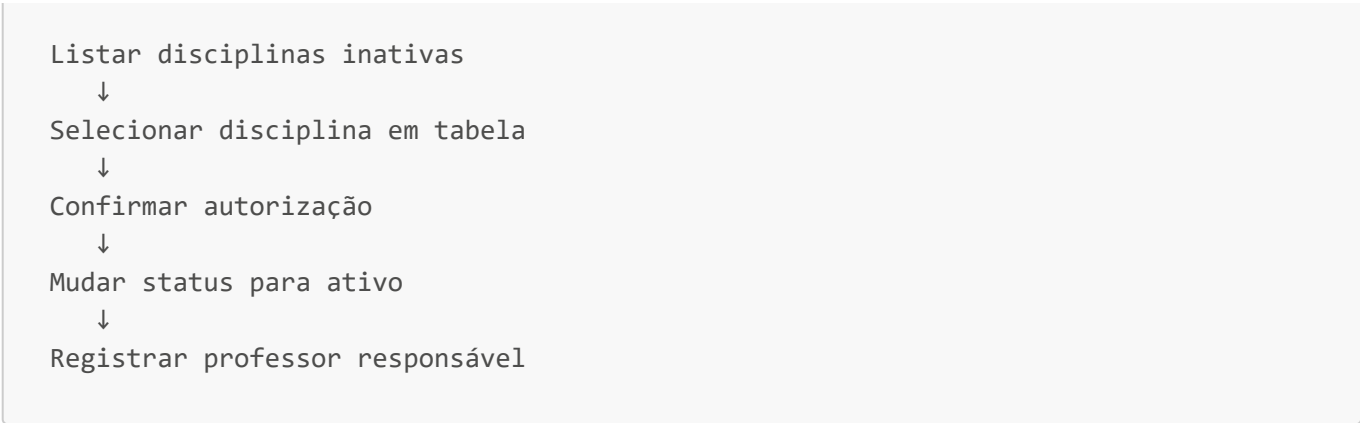 Listar disciplinas inativas
↓
Selecionar disciplina em tabela
↓
Confirmar autorização
↓
Mudar status para ativo
↓
Registrar professor responsável